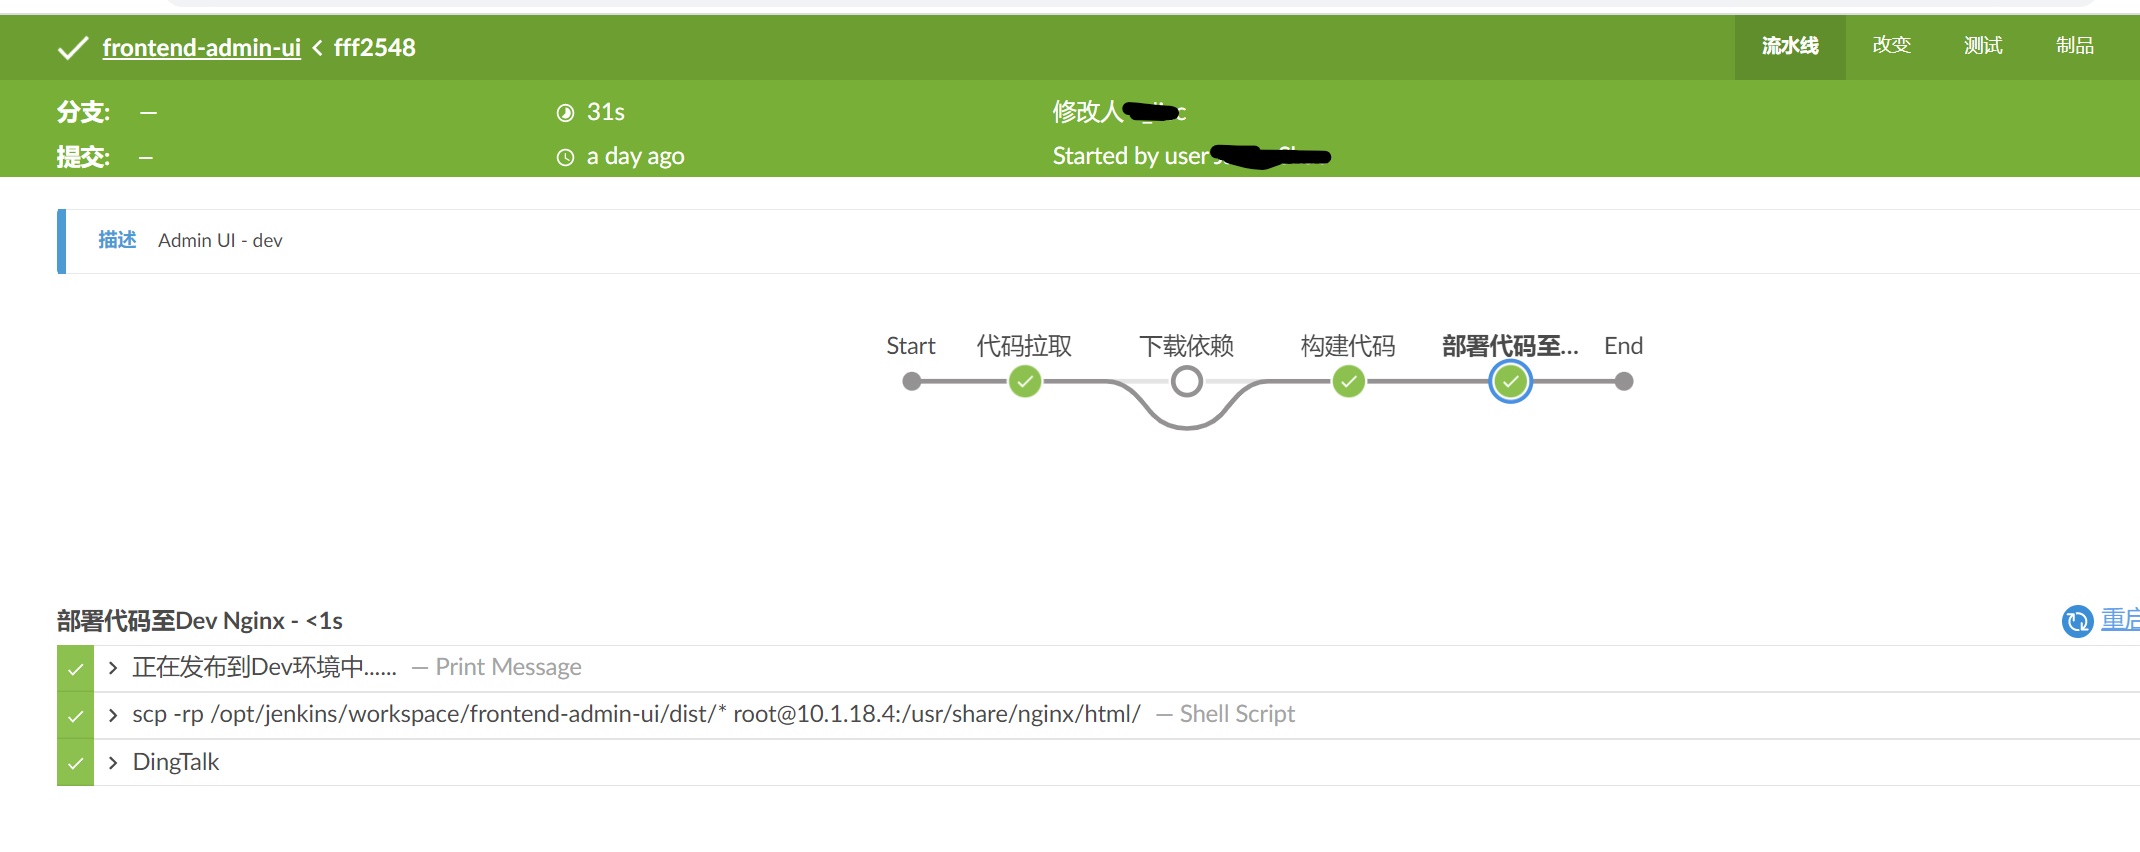 frontend-admin-ui < fff2548
流水线 改变 测试 制品
分支: — 31s 修改人
提交: – a day ago Started by user
描述 Admin UI - dev
Start 代码拉取 下载依赖 构建代码 部署代码至... End
部署代码至Dev Nginx - <1s
正在发布到Dev环境中...... — Print Message
scp -rp /opt/jenkins/workspace/frontend-admin-ui/dist/* root@10.1.18.4:/usr/share/nginx/html/ — Shell Script
DingTalk